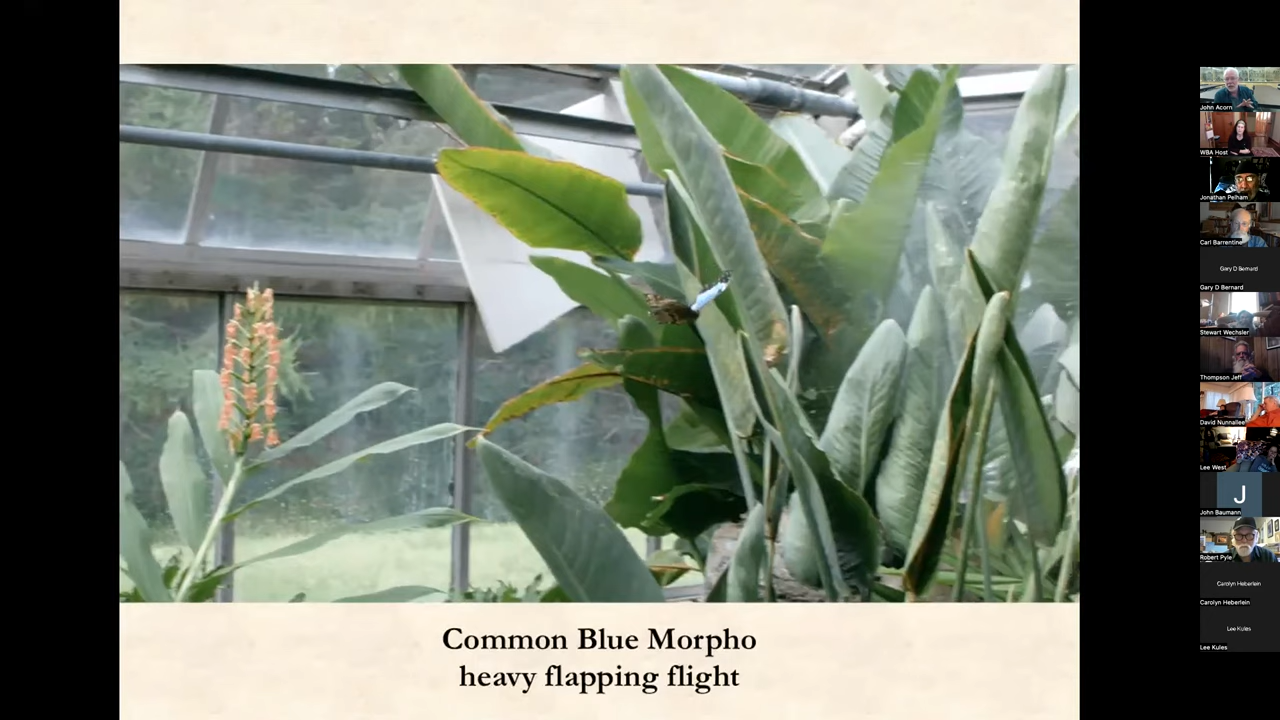 Common Blue Morpho
heavy flapping flight
John Acorn
WBA Host
Jonathan Pelham
Carl Barrentine
Gary D Bernard
Gary D Bernard
Stewart Wechsler
Thompson Jeff
David Nunnallee
Lee West
J
John Baumann
Robert Pyle
Carolyn Heberlein
Carolyn Heberlein
Lee Kules
Lee Kules